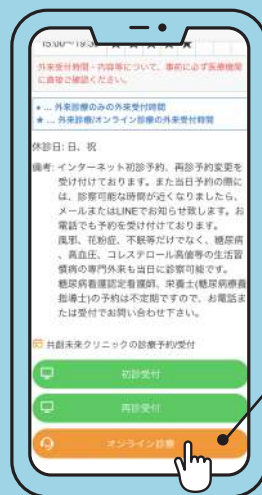 15:00〜19:30 ★ ★ ★ ★ ★
外来受付時間・内容等について、事前に必ず医療機関
に直接ご確認ください。
● … 外来診療のみの外来受付時間
★ … 外来診療/オンライン診療の外来受付時間
休診日: 日、祝
備考: インターネット初診予約、再診予約変更を
受け付けております。また当日予約の際に
は、診察可能な時間が近くなりましたら、
メールまたはLINEでお知らせ致します。お
電話でも予約を受け付けております。
風邪、花粉症、不眠等だけでなく、糖尿病
、高血圧、コレステロール高値等の生活習
慣病の専門外来も当日に診察可能です。
糖尿病看護認定看護師、栄養士(糖尿病療養
指導士)の予約は不定期ですので、お電話ま
たは受付でお問い合わせ下さい。
共創未来クリニックの診療予約/受付
初診受付
再診受付
オンライン診療